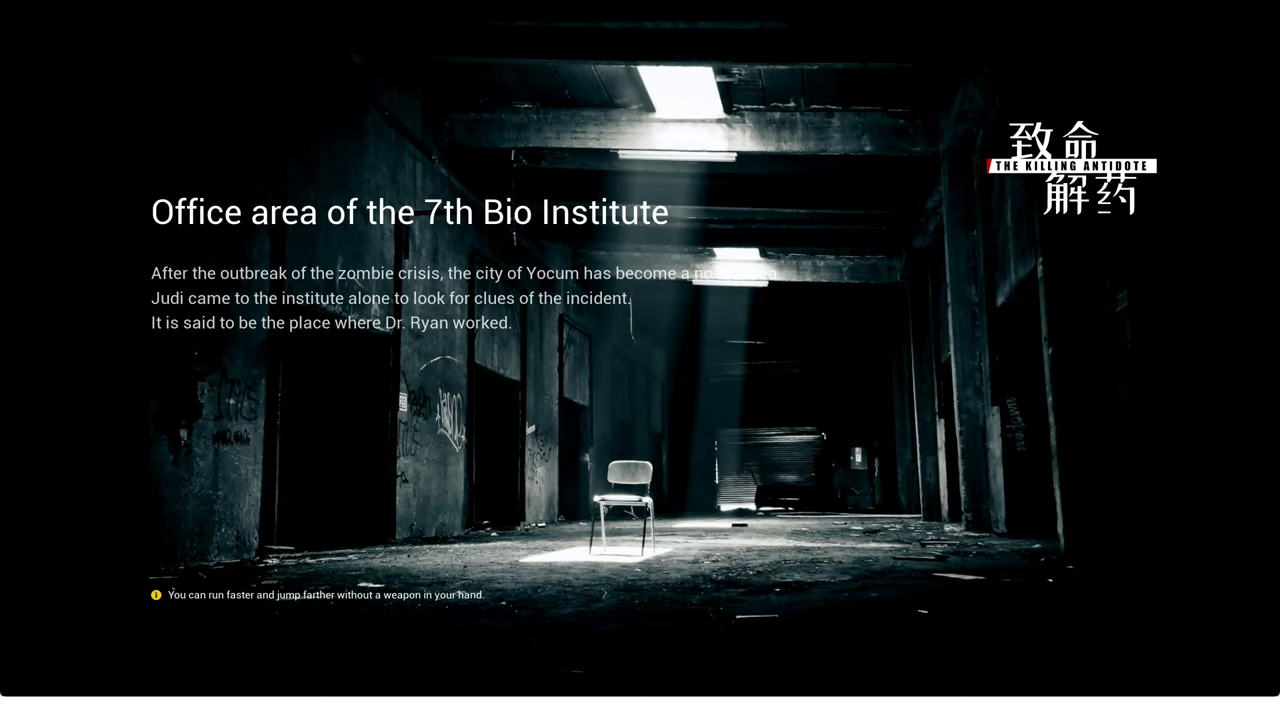 致命
THE KILLING ANTIDOTE
解药
Office area of the 7th Bio Institute
After the outbreak of the zombie crisis, the city of Yocum has become a
Judi came to the institute alone to look for clues of the incident.
It is said to be the place where Dr. Ryan worked.
You can run faster and jump farther without a weapon in your hand.